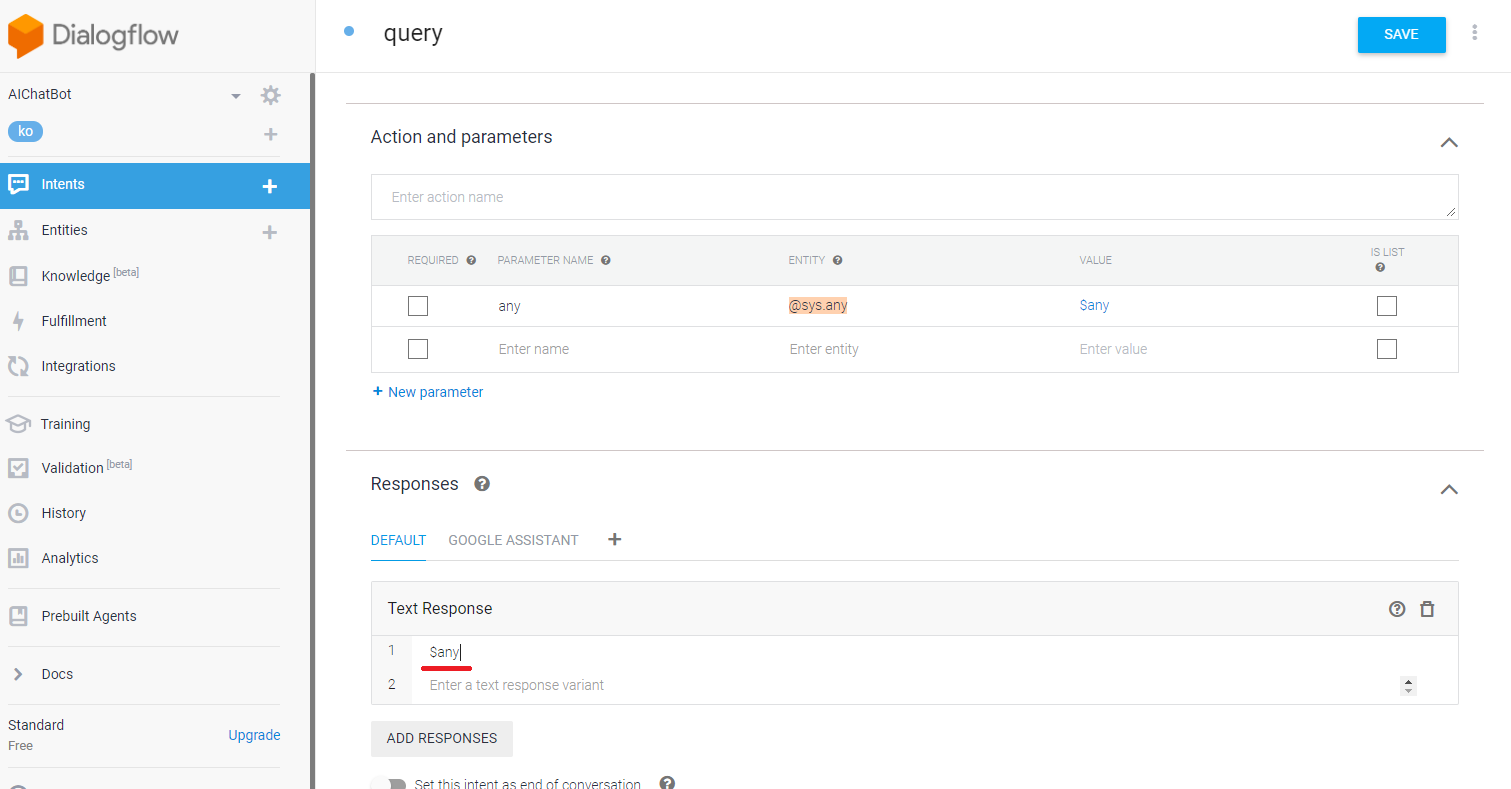 Dialogflow
query
SAVE
AIChatBot
ko
Intents
Entities
Knowledge [beta]
Fulfillment
Integrations
Training
Validation [beta]
History
Analytics
Prebuilt Agents
Docs
Standard
Free
Upgrade
Action and parameters
Enter action name
REQUIRED PARAMETER NAME ENTITY VALUE IS LIST
any @sys.any $any
Enter name Enter entity Enter value
+ New parameter
Responses
DEFAULT GOOGLE ASSISTANT +
Text Response
1 $any
2 Enter a text response variant
ADD RESPONSES
Set this intent as end of conversation